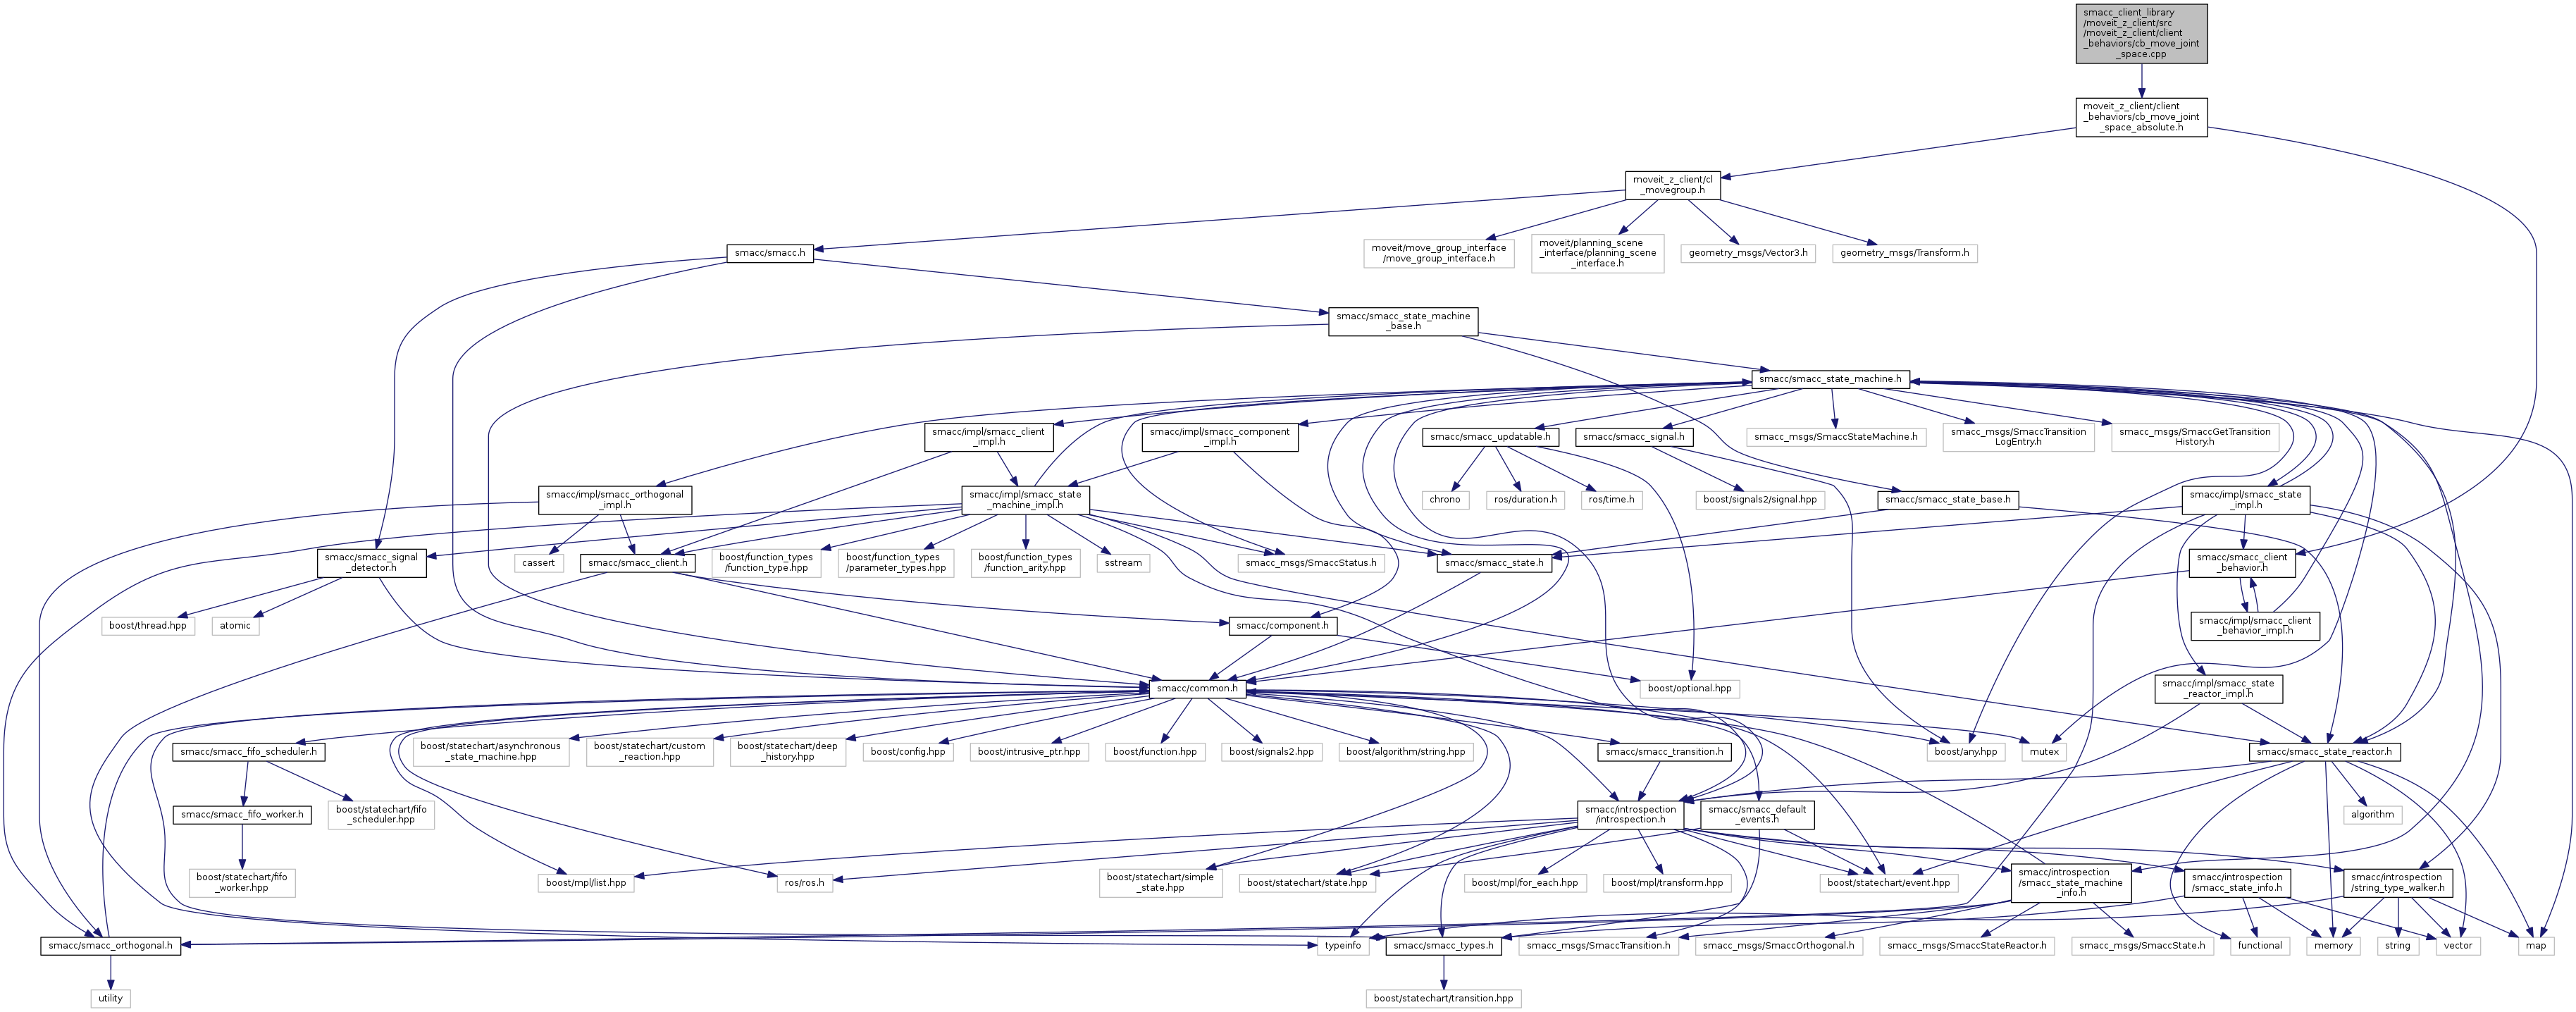 smacc_client_library
/moveit_z_client/src
/moveit_z_client/client
_behaviors/cb_move_joint
_space.cpp
moveit_z_client/client
_behaviors/cb_move_joint
_space_absolute.h
moveit_z_client/cl
_movegroup.h
smacc/smacc.h
moveit/move_group_interface
/move_group_interface.h
moveit/planning_scene
_interface/planning_scene
_interface.h
geometry_msgs/Vector3.h
geometry_msgs/Transform.h
smacc/smacc_state_machine
_base.h
smacc/smacc_state_machine.h
smacc/impl/smacc_client
_impl.h
smacc/impl/smacc_component
_impl.h
smacc/smacc_updatable.h
smacc/smacc_signal.h
smacc_msgs/SmaccStateMachine.h
smacc_msgs/SmaccTransition
LogEntry.h
smacc_msgs/SmaccGetTransition
History.h
smacc/impl/smacc_orthogonal
_impl.h
smacc/impl/smacc_state
_machine_impl.h
chrono
ros/duration.h
ros/time.h
boost/signals2/signal.hpp
smacc/smacc_state_base.h
smacc/impl/smacc_state
_impl.h
smacc/smacc_signal
_detector.h
cassert
smacc/smacc_client.h
boost/function_types
/function_type.hpp
boost/function_types
/parameter_types.hpp
boost/function_types
/function_arity.hpp
sstream
smacc_msgs/SmaccStatus.h
smacc/smacc_state.h
smacc/smacc_client
_behavior.h
boost/thread.hpp
atomic
smacc/component.h
smacc/impl/smacc_client
_behavior_impl.h
smacc/common.h
boost/optional.hpp
smacc/impl/smacc_state
_reactor_impl.h
smacc/smacc_fifo_scheduler.h
boost/statechart/asynchronous
_state_machine.hpp
boost/statechart/custom
_reaction.hpp
boost/statechart/deep
_history.hpp
boost/config.hpp
boost/intrusive_ptr.hpp
boost/function.hpp
boost/signals2.hpp
boost/algorithm/string.hpp
smacc/smacc_transition.h
boost/any.hpp
mutex
smacc/smacc_state_reactor.h
smacc/smacc_fifo_worker.h
boost/statechart/fifo
_scheduler.hpp
smacc/introspection
/introspection.h
smacc/smacc_default
_events.h
algorithm
boost/statechart/fifo
_worker.hpp
boost/mpl/list.hpp
ros/ros.h
boost/statechart/simple
_state.hpp
boost/statechart/state.hpp
boost/mpl/for_each.hpp
boost/mpl/transform.hpp
boost/statechart/event.hpp
smacc/introspection
/smacc_state_machine
_info.h
smacc/introspection
/smacc_state_info.h
smacc/introspection
/string_type_walker.h
smacc/smacc_orthogonal.h
typeinfo
smacc/smacc_types.h
smacc_msgs/SmaccTransition.h
smacc_msgs/SmaccOrthogonal.h
smacc_msgs/SmaccStateReactor.h
smacc_msgs/SmaccState.h
functional
memory
string
vector
map
utility
boost/statechart/transition.hpp